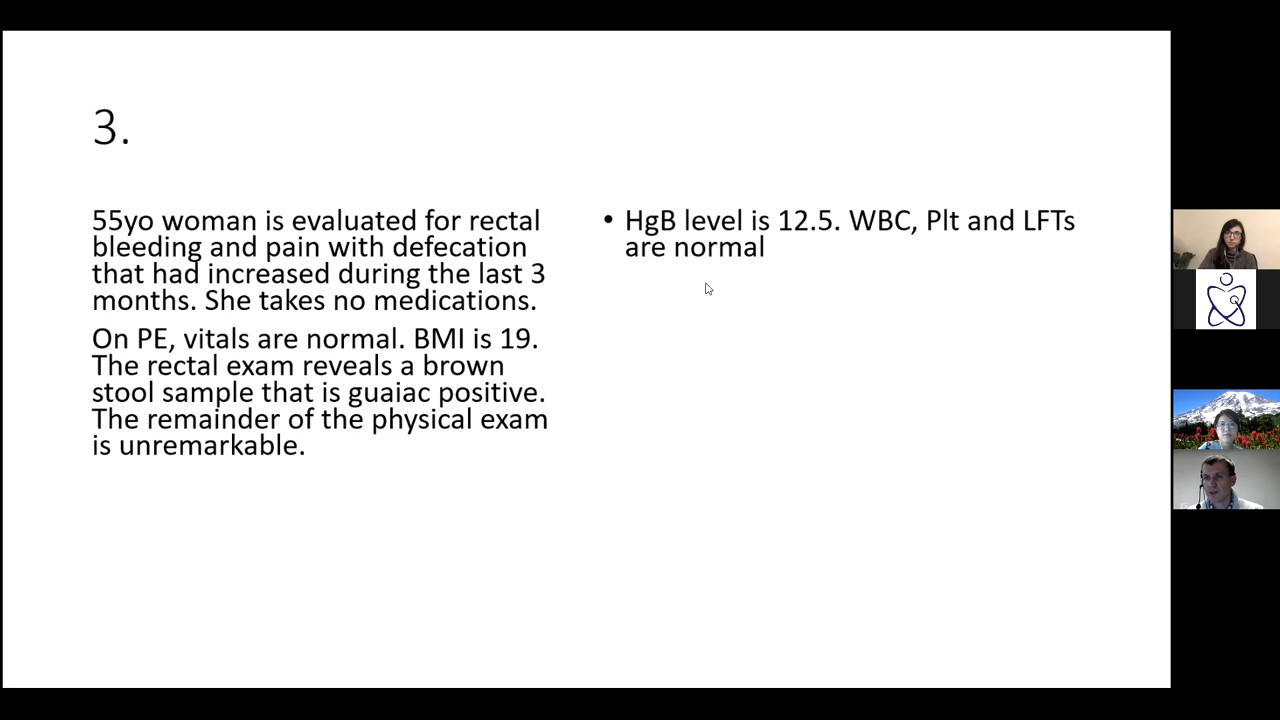 3.
55yo woman is evaluated for rectal
bleeding and pain with defecation
that had increased during the last 3
months. She takes no medications.
On PE, vitals are normal. BMI is 19.
The rectal exam reveals a brown
stool sample that is guaiac positive.
The remainder of the physical exam
is unremarkable.
• HgB level is 12.5. WBC, Plt and LFTs
are normal